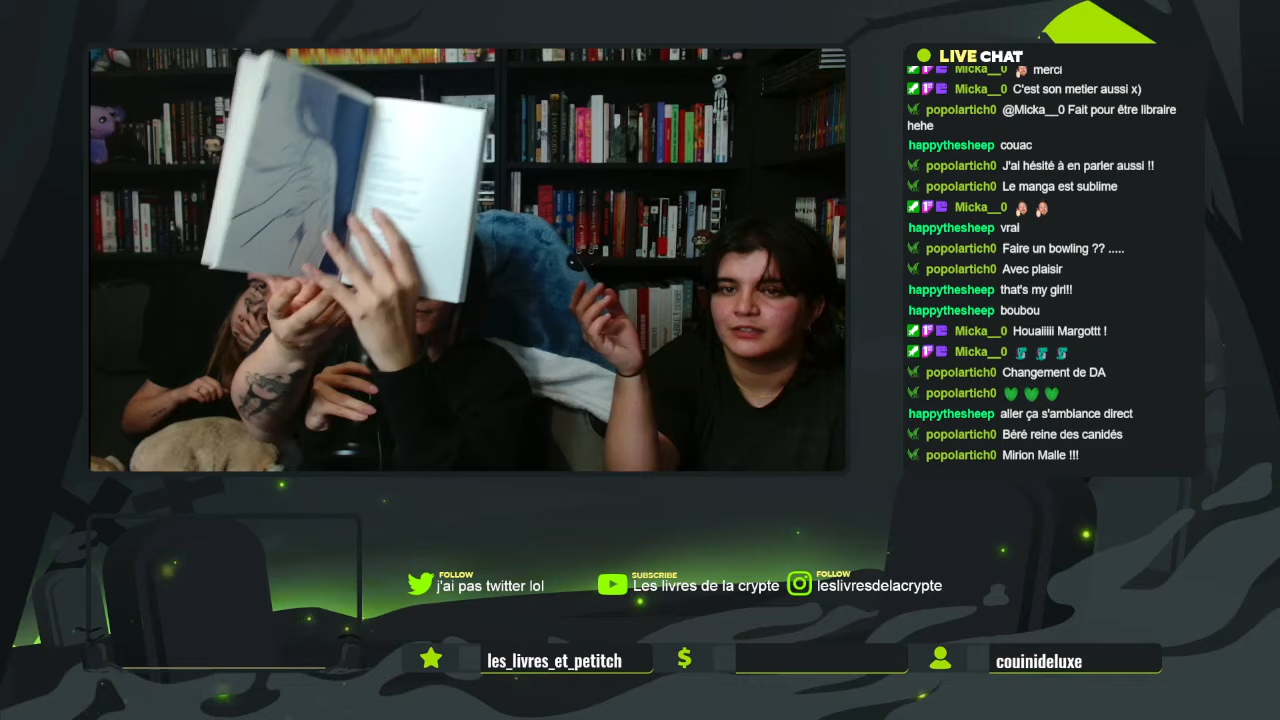 LIVE CHAT
Micka__0 merci
Micka__0 C'est son metier aussi x)
popolartich0 @Micka__0 Fait pour être libraire
hehe
happythesheep couac
popolartich0 J'ai hésité à en parler aussi !!
popolartich0 Le manga est sublime
Micka__0
happythesheep vrai
popolartich0 Faire un bowling ?? .....
popolartich0 Avec plaisir
happythesheep that's my girl!!
happythesheep boubou
Micka__0 Houaiiiii Margottt !
Micka__0
popolartich0 Changement de DA
popolartich0
happythesheep aller ça s'ambiance direct
popolartich0 Béré reine des canidés
popolartich0 Mirion Malle !!!
FOLLOW
j'ai pas twitter lol
SUBSCRIBE
Les livres de la crypte
FOLLOW
leslivresdelacrypte
les_livres_et_petitch
$
couinideluxe